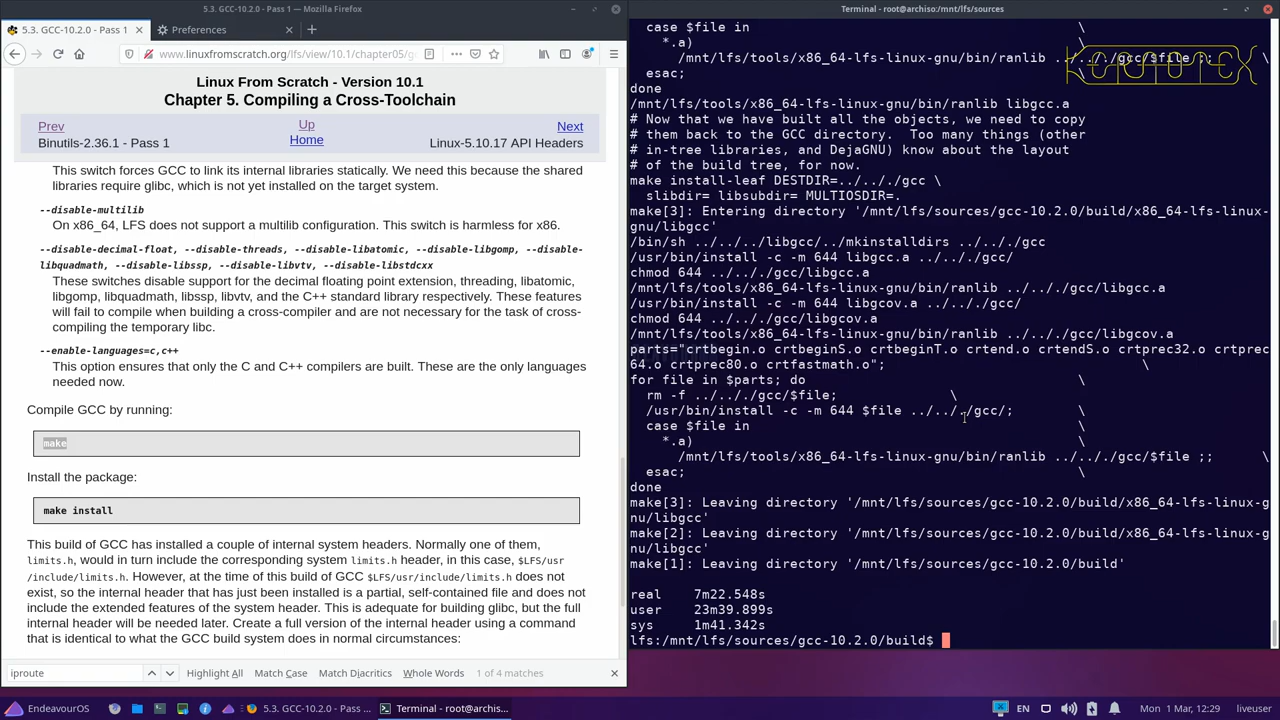 5.3. GCC-10.2.0 - Pass 1 — Mozilla Firefox
5.3. GCC-10.2.0 - Pass 1
Preferences
www.linuxfromscratch.org/lfs/view/10.1/chapter05/g
Linux From Scratch - Version 10.1
Chapter 5. Compiling a Cross-Toolchain
Prev
Up
Next
Binutils-2.36.1 - Pass 1
Home
Linux-5.10.17 API Headers
This switch forces GCC to link its internal libraries statically. We need this because the shared
libraries require glibc, which is not yet installed on the target system.
--disable-multilib
On x86_64, LFS does not support a multilib configuration. This switch is harmless for x86.
--disable-decimal-float, --disable-threads, --disable-libatomic, --disable-libgomp, --disable-
libquadmath, --disable-libssp, --disable-libvtv, --disable-libstdcxx
These switches disable support for the decimal floating point extension, threading, libatomic,
libgomp, libquadmath, libssp, libvtv, and the C++ standard library respectively. These features
will fail to compile when building a cross-compiler and are not necessary for the task of cross-
compiling the temporary libc.
--enable-languages=c,c++
This option ensures that only the C and C++ compilers are built. These are the only languages
needed now.
Compile GCC by running:
make
Install the package:
make install
This build of GCC has installed a couple of internal system headers. Normally one of them,
limits.h, would in turn include the corresponding system limits.h header, in this case, $LFS/usr
/include/limits.h. However, at the time of this build of GCC $LFS/usr/include/limits.h does not
exist, so the internal header that has just been installed is a partial, self-contained file and does not
include the extended features of the system header. This is adequate for building glibc, but the full
internal header will be needed later. Create a full version of the internal header using a command
that is identical to what the GCC build system does in normal circumstances:
iproute
Highlight All
Match Case
Match Diacritics
Whole Words
1 of 4 matches
Terminal - root@archiso:/mnt/lfs/sources
case $file in \
*.a)
/mnt/lfs/tools/x86_64-lfs-linux-gnu/bin/ranlib ../.././gcc/$file ;; \
esac;
done
/mnt/lfs/tools/x86_64-lfs-linux-gnu/bin/ranlib libgcc.a
# Now that we have built all the objects, we need to copy
# them back to the GCC directory. Too many things (other
# in-tree libraries, and DejaGNU) know about the layout
# of the build tree, for now.
make install-leaf DESTDIR=../.././gcc \
slibdir= libsubdir= MULTIOSDIR=.
make[3]: Entering directory '/mnt/lfs/sources/gcc-10.2.0/build/x86_64-lfs-linux-
gnu/libgcc'
/bin/sh ../../../libgcc/../mkinstalldirs ../.././gcc
/usr/bin/install -c -m 644 libgcc.a ../.././gcc/
chmod 644 ../.././gcc/libgcc.a
/mnt/lfs/tools/x86_64-lfs-linux-gnu/bin/ranlib ../.././gcc/libgcc.a
/usr/bin/install -c -m 644 libgcov.a ../.././gcc/
chmod 644 ../.././gcc/libgcov.a
/mnt/lfs/tools/x86_64-lfs-linux-gnu/bin/ranlib ../.././gcc/libgcov.a
parts="crtbegin.o crtbeginS.o crtbeginT.o crtend.o crtendS.o crtprec32.o crtprec
64.o crtprec80.o crtfastmath.o"; \
for file in $parts; do \
rm -f ../.././gcc/$file; \
/usr/bin/install -c -m 644 $file ../.././gcc/; \
case $file in \
*.a) \
/mnt/lfs/tools/x86_64-lfs-linux-gnu/bin/ranlib ../.././gcc/$file ;; \
esac; \
done
make[3]: Leaving directory '/mnt/lfs/sources/gcc-10.2.0/build/x86_64-lfs-linux-g
nu/libgcc'
make[2]: Leaving directory '/mnt/lfs/sources/gcc-10.2.0/build/x86_64-lfs-linux-g
nu/libgcc'
make[1]: Leaving directory '/mnt/lfs/sources/gcc-10.2.0/build'
real 7m22.548s
user 23m39.899s
sys 1m41.342s
lfs:/mnt/lfs/sources/gcc-10.2.0/build$
EndeavourOS
5.3. GCC-10.2.0 - Pass 1 ...
Terminal - root@archiso:/...
EN
Mon 1 Mar, 12:29
liveuser